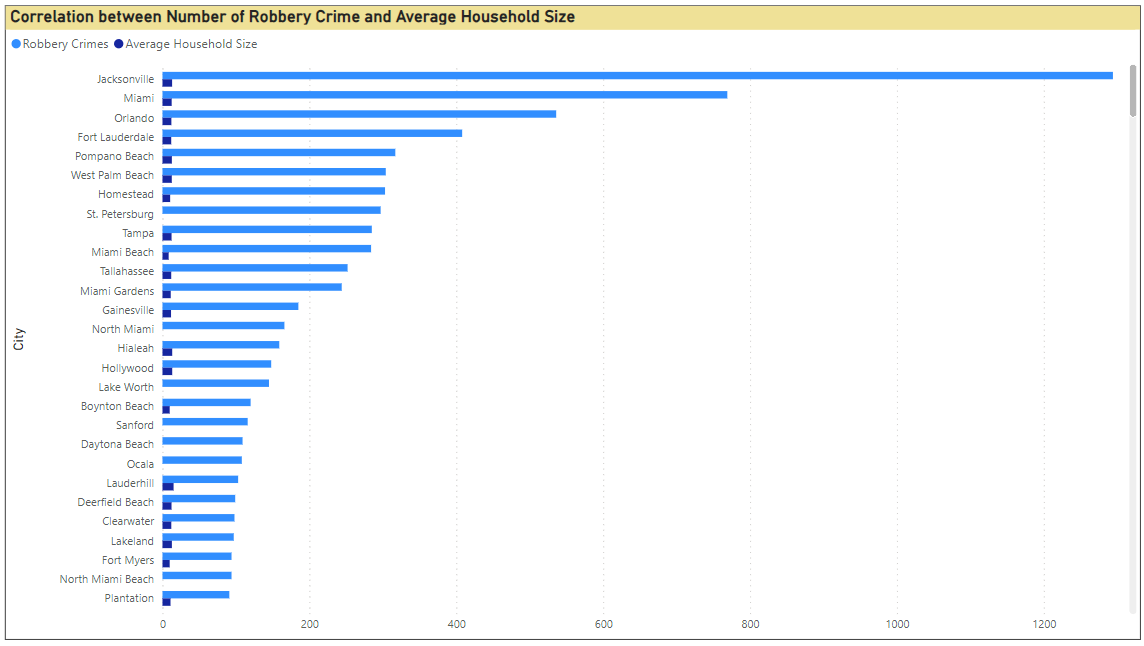 Correlation between Number of Robbery Crime and Average Household Size
Robbery Crimes Average Household Size
City
Jacksonville
Miami
Orlando
Fort Lauderdale
Pompano Beach
West Palm Beach
Homestead
St. Petersburg
Tampa
Miami Beach
Tallahassee
Miami Gardens
Gainesville
North Miami
Hialeah
Hollywood
Lake Worth
Boynton Beach
Sanford
Daytona Beach
Ocala
Lauderhill
Deerfield Beach
Clearwater
Lakeland
Fort Myers
North Miami Beach
Plantation
0 200 400 600 800 1000 1200